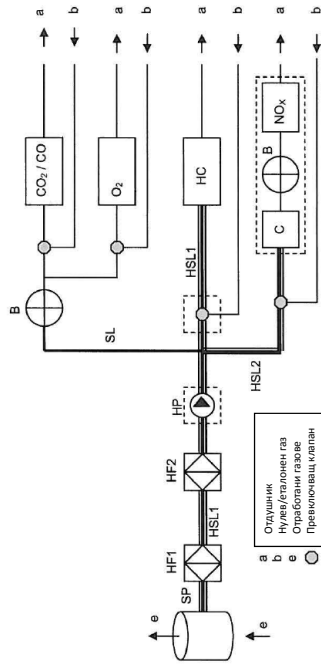 a
b
a
b
a
b
a
b
CO₂ / CO
O₂
HC
NOₓ
B
B
C
SL
HSL1
HSL2
HP
HF2
HSL1
HF1
SP
e
e
a Отдушник
b Нулев/еталонен газ
e Отработани газове
Превключващ клапан